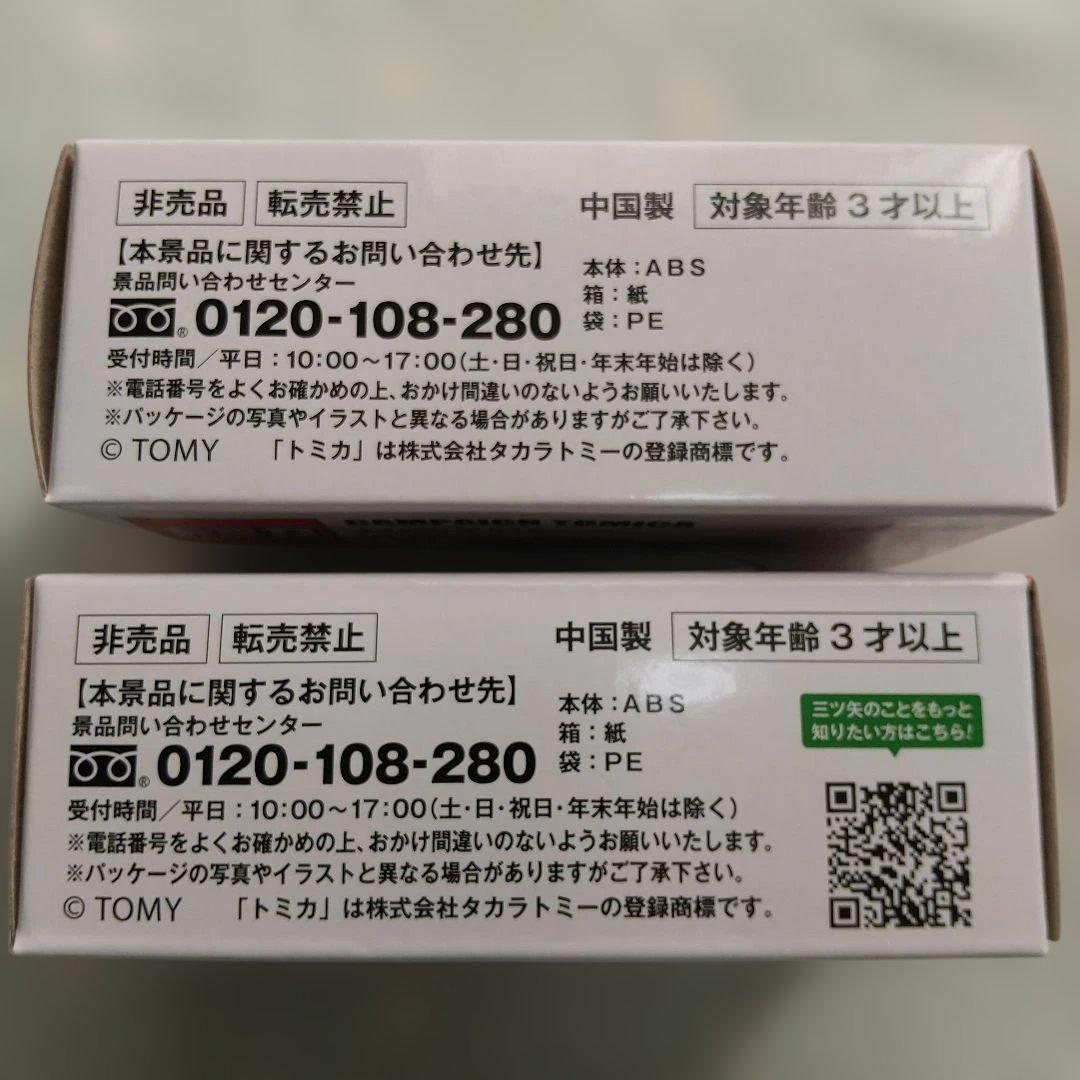 非売品 転売禁止 中国製 対象年齢3才以上
【本景品に関するお問い合わせ先】 本体:ABS
景品問い合わせセンター 箱:紙
® 0120-108-280 袋:PE
受付時間/平日:10:00～17:00(土・日・祝日・年末年始は除く)
※電話番号をよくお確かめの上、おかけ間違いのないようお願いいたします。
※パッケージの写真やイラストと異なる場合がありますがご了承下さい。
© TOMY 「トミカ」は株式会社タカラトミーの登録商標です。
CAMPAIGN TOMICA
非売品 転売禁止 中国製 対象年齢3才以上
【本景品に関するお問い合わせ先】 本体:ABS
景品問い合わせセンター 箱:紙
® 0120-108-280 袋:PE
受付時間/平日:10:00～17:00(土・日・祝日・年末年始は除く)
※電話番号をよくお確かめの上、おかけ間違いのないようお願いいたします。
※パッケージの写真やイラストと異なる場合がありますがご了承下さい。
© TOMY 「トミカ」は株式会社タカラトミーの登録商標です。
三ツ矢のことをもっと
知りたい方はこちら!